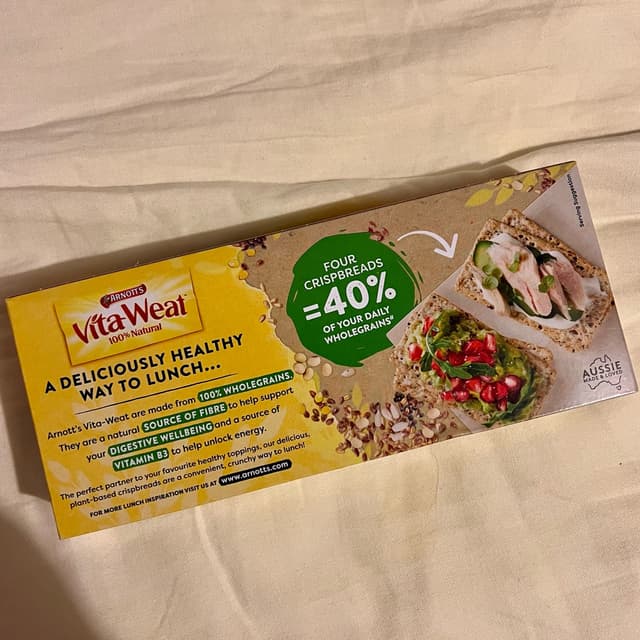 ARNOTT'S
Vita-Weat
100% Natural
A DELICIOUSLY HEALTHY
WAY TO LUNCH...
Arnott's Vita-Weat are made from 100% WHOLEGRAINS.
They are a natural SOURCE OF FIBRE to help support
your DIGESTIVE WELLBEING and a source of
VITAMIN B3 to help unlock energy.
The perfect partner to your favourite healthy toppings, our delicious,
plant-based crispbreads are a convenient, crunchy way to lunch!
FOR MORE LUNCH INSPIRATION VISIT US AT www.arnotts.com
FOUR
CRISPBREADS
=40%
OF YOUR DAILY
WHOLEGRAINS#
Serving Suggestion
AUSSIE
MADE & LOVED